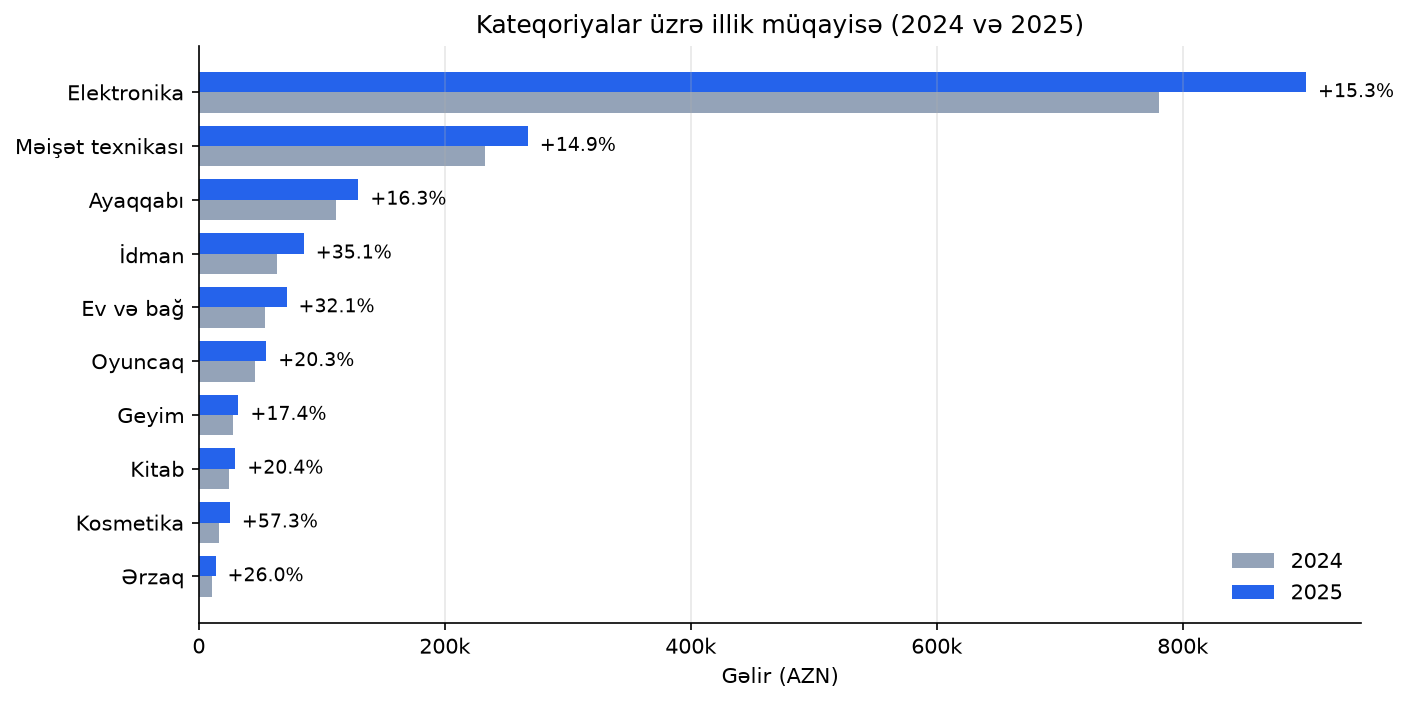 Kateqoriyalar üzrə illik müqayisə (2024 və 2025)
Elektronika +15.3%
Məişət texnikası +14.9%
Ayaqqabı +16.3%
İdman +35.1%
Ev və bağ +32.1%
Oyuncaq +20.3%
Geyim +17.4%
Kitab +20.4%
Kosmetika +57.3%
Ərzaq +26.0%
2024
2025
0 200k 400k 600k 800k
Gəlir (AZN)